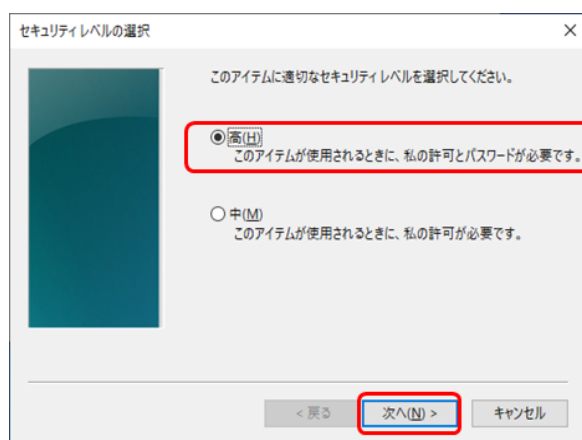 セキュリティ レベルの選択
このアイテムに適切なセキュリティ レベルを選択してください。
高(H)
このアイテムが使用されるときに、私の許可とパスワードが必要です。
中(M)
このアイテムが使用されるときに、私の許可が必要です。
< 戻る 次へ(N) > キャンセル